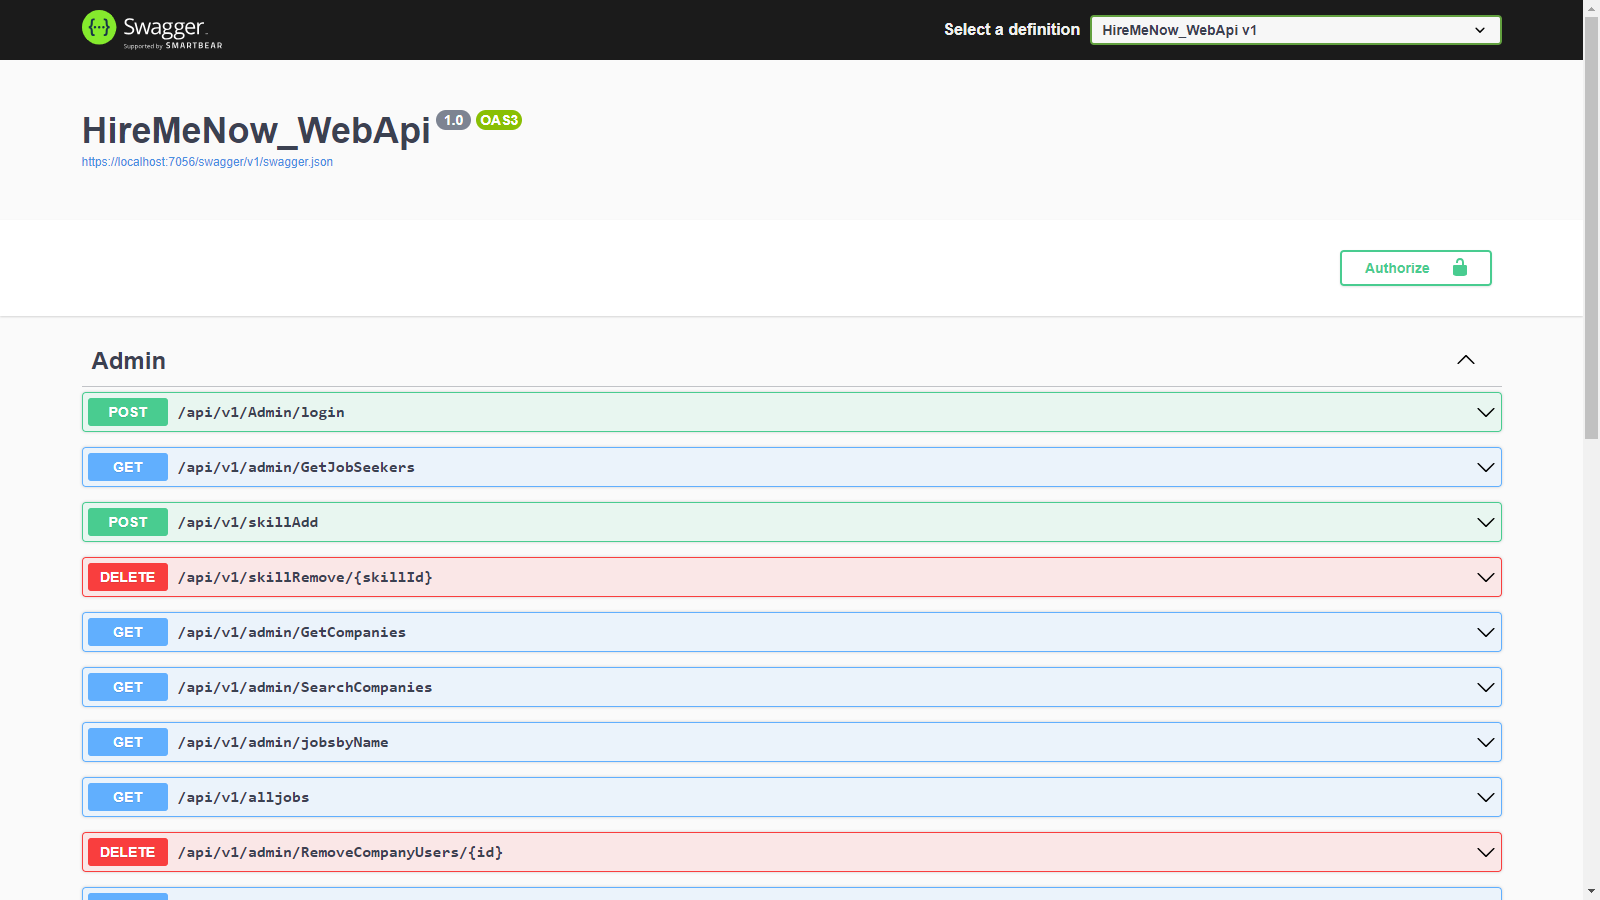 Swagger.
Supported by SMARTBEAR
Select a definition
HireMeNow_WebApi v1
HireMeNow_WebApi 1.0 OAS3
https://localhost:7056/swagger/v1/swagger.json
Authorize
Admin
POST /api/v1/Admin/login
GET /api/v1/admin/GetJobSeekers
POST /api/v1/skillAdd
DELETE /api/v1/skillRemove/{skillId}
GET /api/v1/admin/GetCompanies
GET /api/v1/admin/SearchCompanies
GET /api/v1/admin/jobsbyName
GET /api/v1/alljobs
DELETE /api/v1/admin/RemoveCompanyUsers/{id}